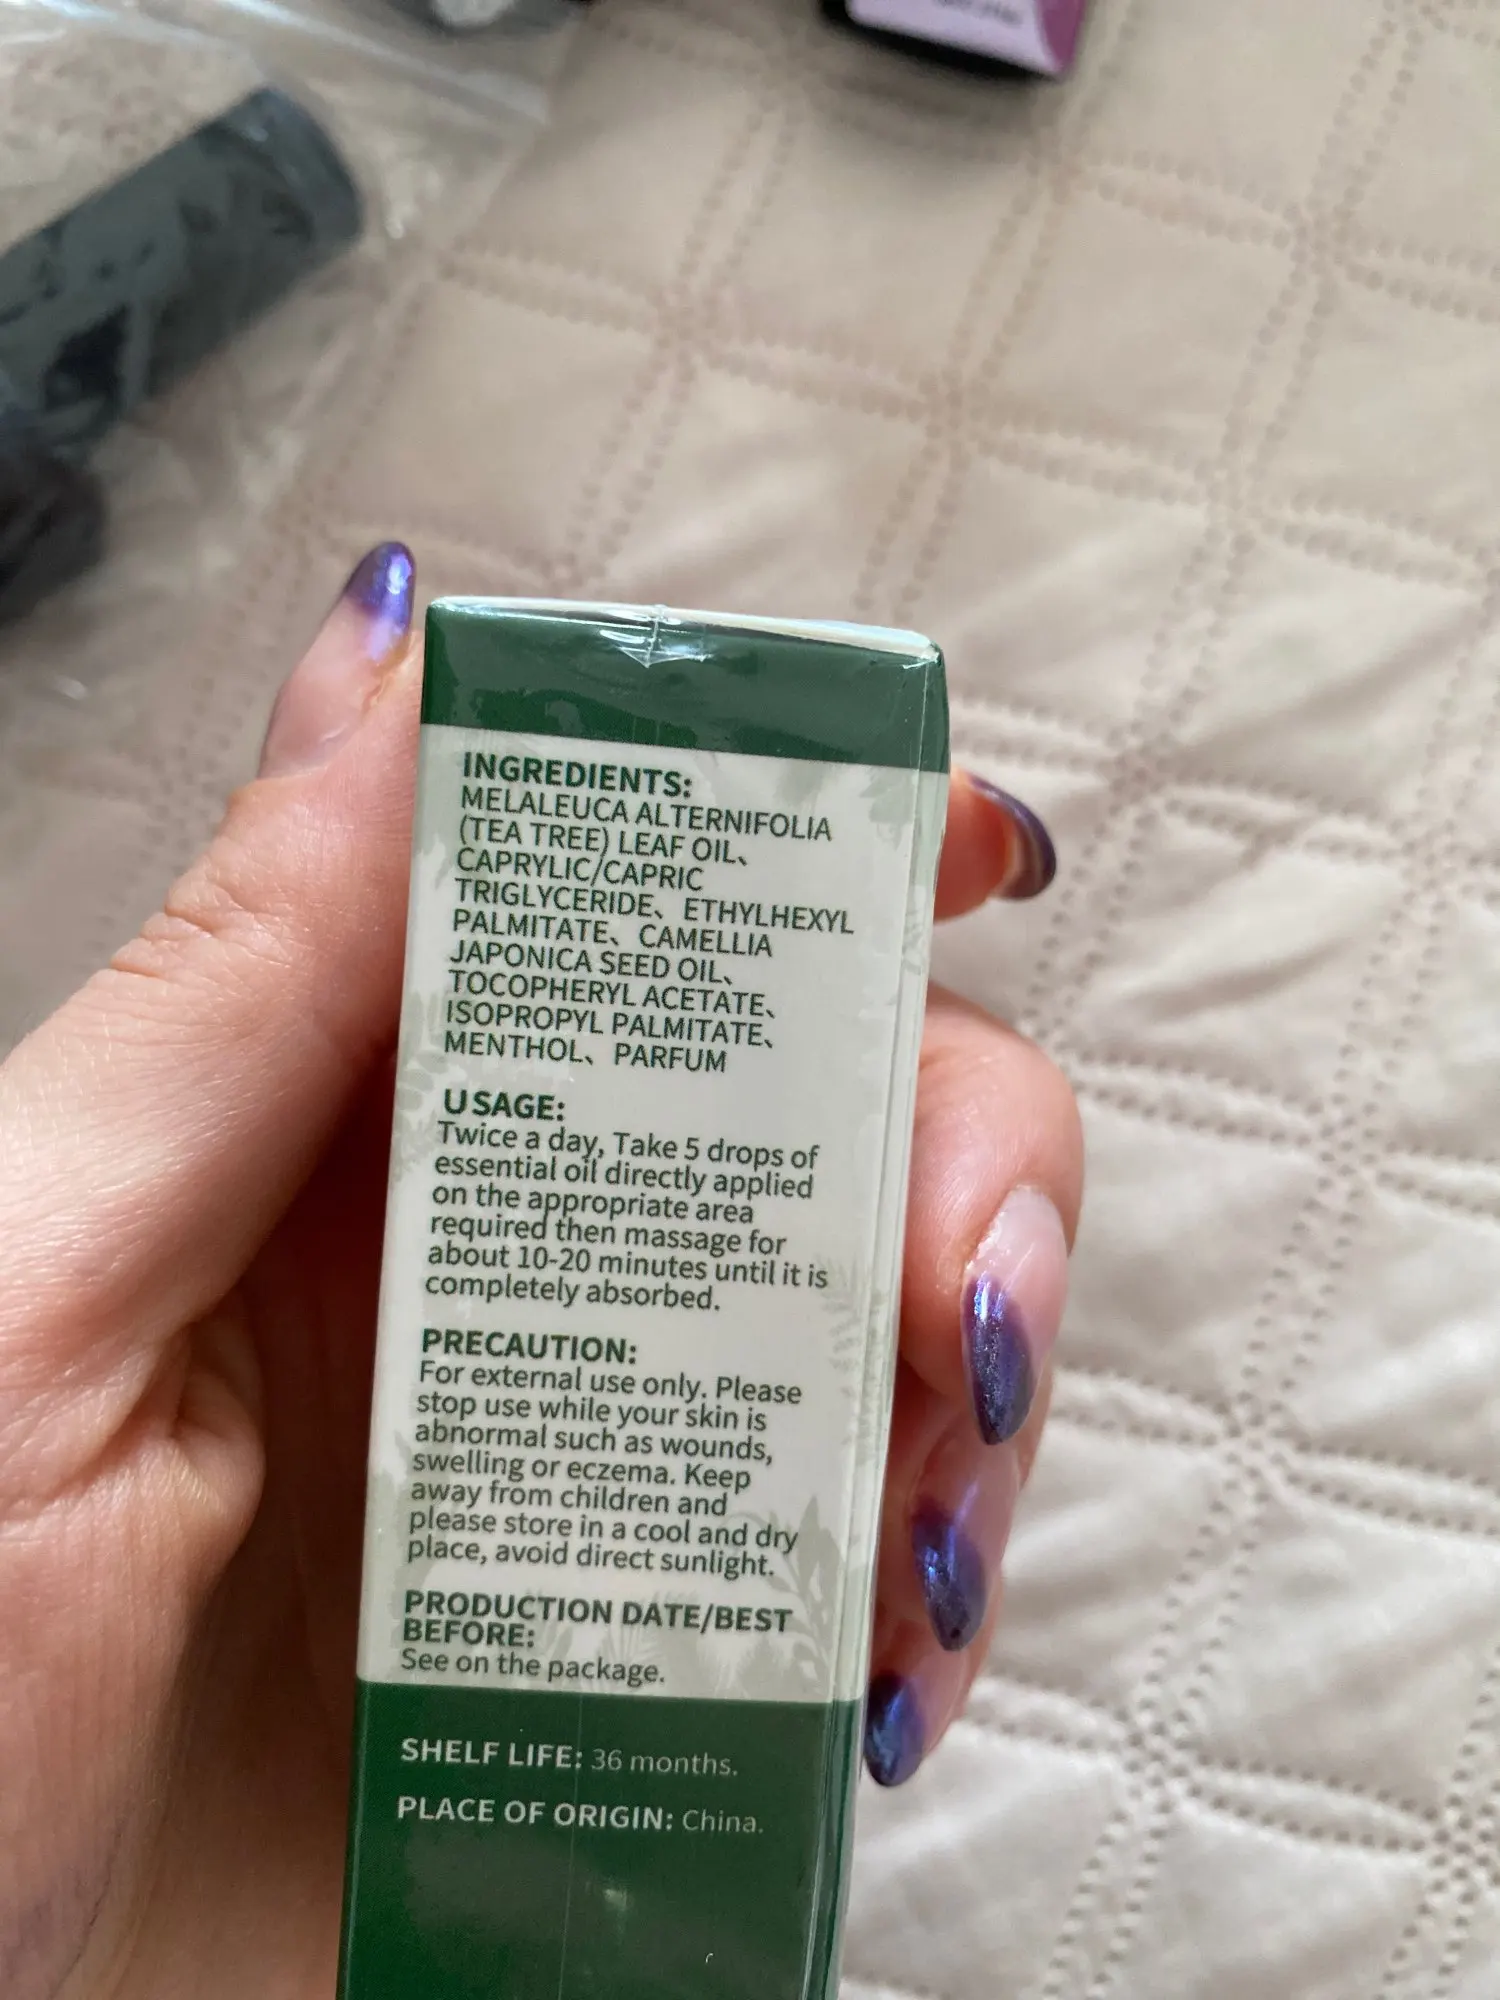 INGREDIENTS:
MELALEUCA ALTERNIFOLIA
(TEA TREE) LEAF OIL、
CAPRYLIC/CAPRIC
TRIGLYCERIDE、ETHYLHEXYL
PALMITATE、CAMELLIA
JAPONICA SEED OIL、
TOCOPHERYL ACETATE、
ISOPROPYL PALMITATE、
MENTHOL、PARFUM
USAGE:
Twice a day, Take 5 drops of
essential oil directly applied
on the appropriate area
required then massage for
about 10-20 minutes until it is
completely absorbed.
PRECAUTION:
For external use only. Please
stop use while your skin is
abnormal such as wounds,
swelling or eczema. Keep
away from children and
please store in a cool and dry
place, avoid direct sunlight.
PRODUCTION DATE/BEST
BEFORE:
See on the package.
SHELF LIFE: 36 months.
PLACE OF ORIGIN: China.